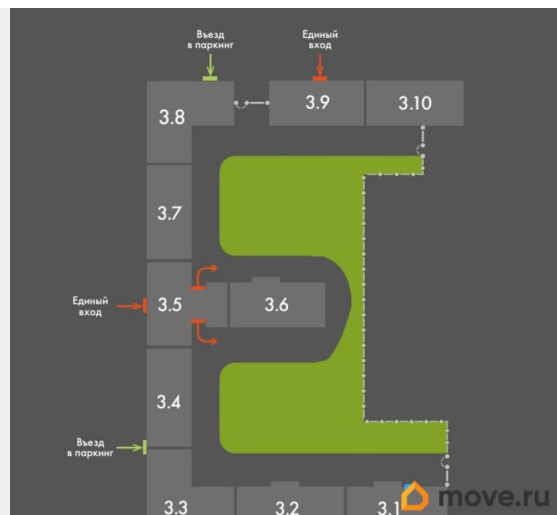 Въезд
в паркинг
Единый
вход
3.8
3.9
3.10
3.7
Единый
вход
3.5
3.6
3.4
Въезд
в паркинг
3.3
3.2
3.1
move.ru